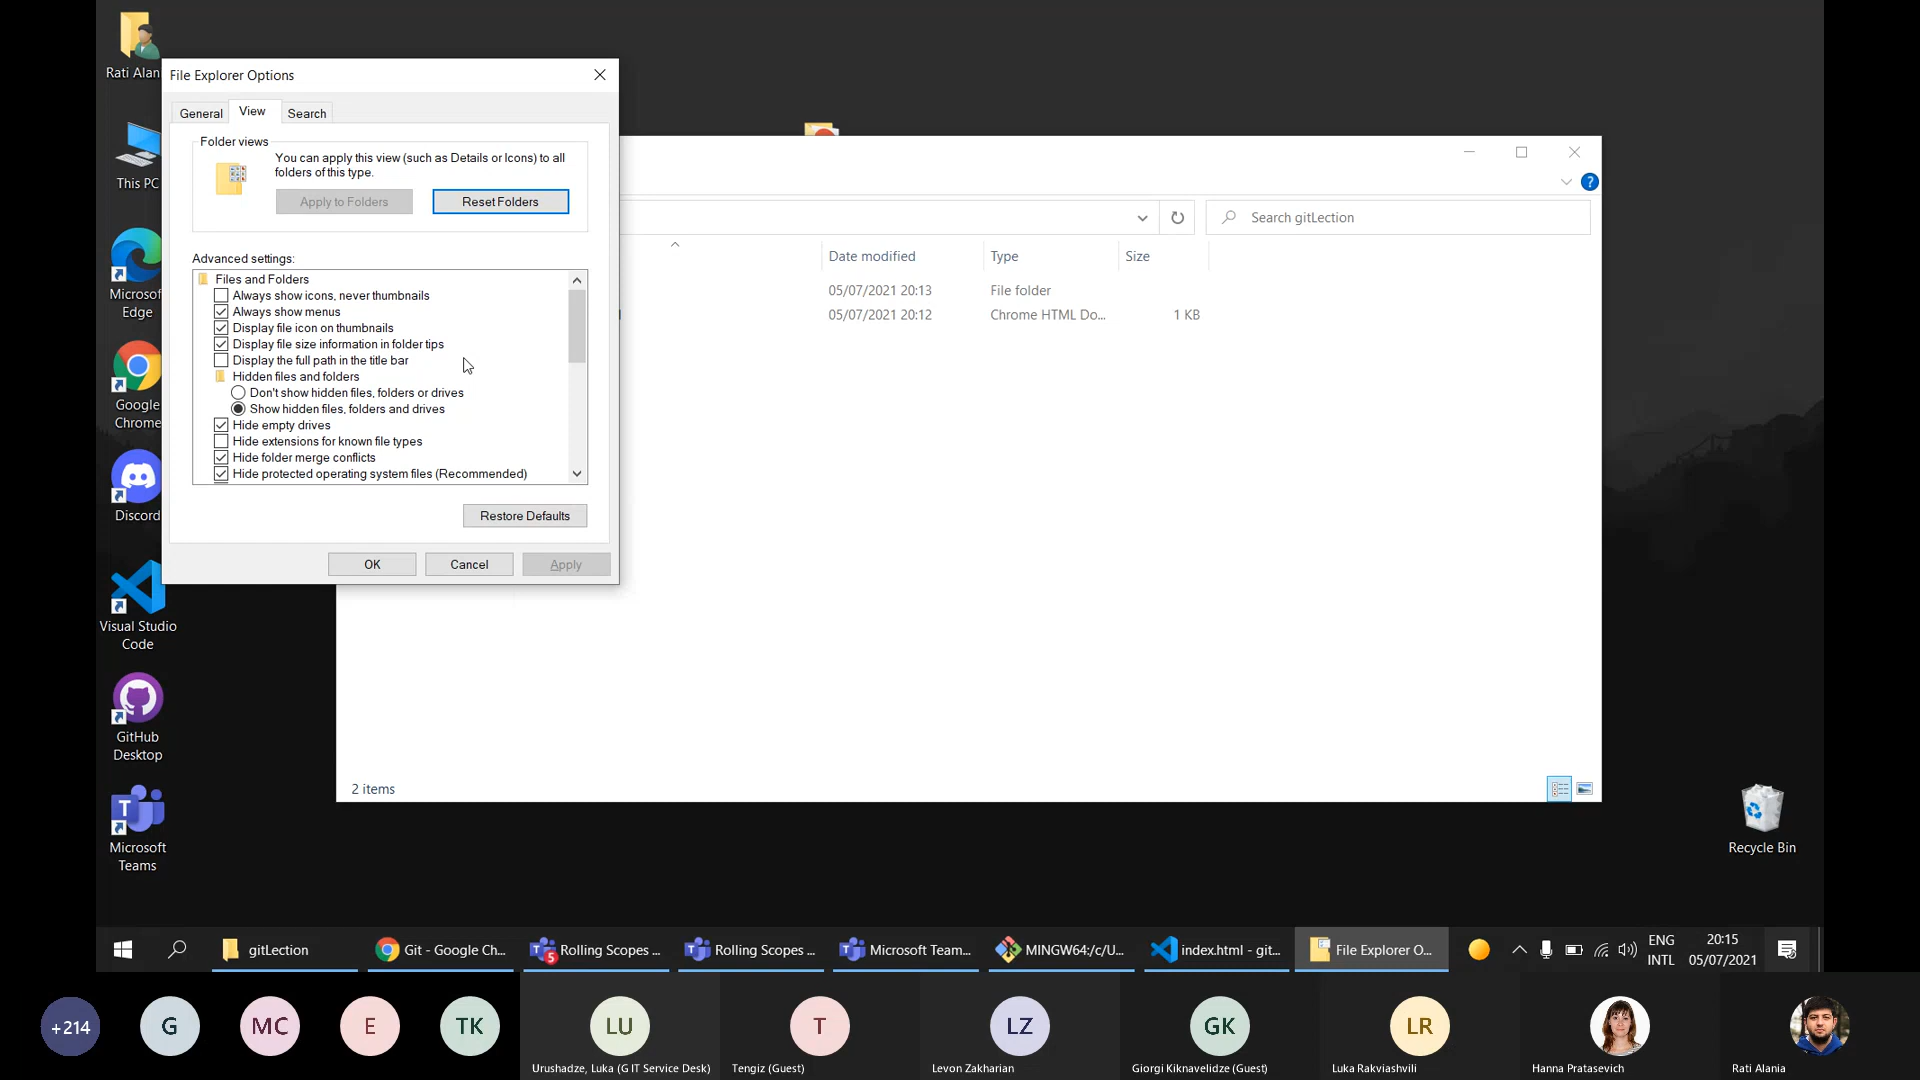 Rati Alan
This PC
Microsof
Edge
Google
Chrome
Discord
Visual Studio
Code
GitHub
Desktop
Microsoft
Teams
File Explorer Options
General
View
Search
Folder views
You can apply this view (such as Details or Icons) to all
folders of this type.
Apply to Folders
Reset Folders
Advanced settings:
Files and Folders
Always show icons, never thumbnails
Always show menus
Display file icon on thumbnails
Display file size information in folder tips
Display the full path in the title bar
Hidden files and folders
Don't show hidden files, folders or drives
Show hidden files, folders and drives
Hide empty drives
Hide extensions for known file types
Hide folder merge conflicts
Hide protected operating system files (Recommended)
Restore Defaults
OK
Cancel
Apply
?
Search gitLection
Date modified
Type
Size
05/07/2021 20:13
File folder
05/07/2021 20:12
Chrome HTML Do...
1 KB
2 items
Recycle Bin
gitLection
Git - Google Ch...
5
Rolling Scopes ...
Rolling Scopes ...
Microsoft Team...
MINGW64:/c/U...
index.html - git...
File Explorer O...
ENG
INTL
20:15
05/07/2021
+214
G
MC
E
TK
LU
Urushadze, Luka (G IT Service Desk)
T
Tengiz (Guest)
LZ
Levon Zakharian
GK
Giorgi Kiknavelidze (Guest)
LR
Luka Rakviashvili
Hanna Pratasevich
Rati Alania